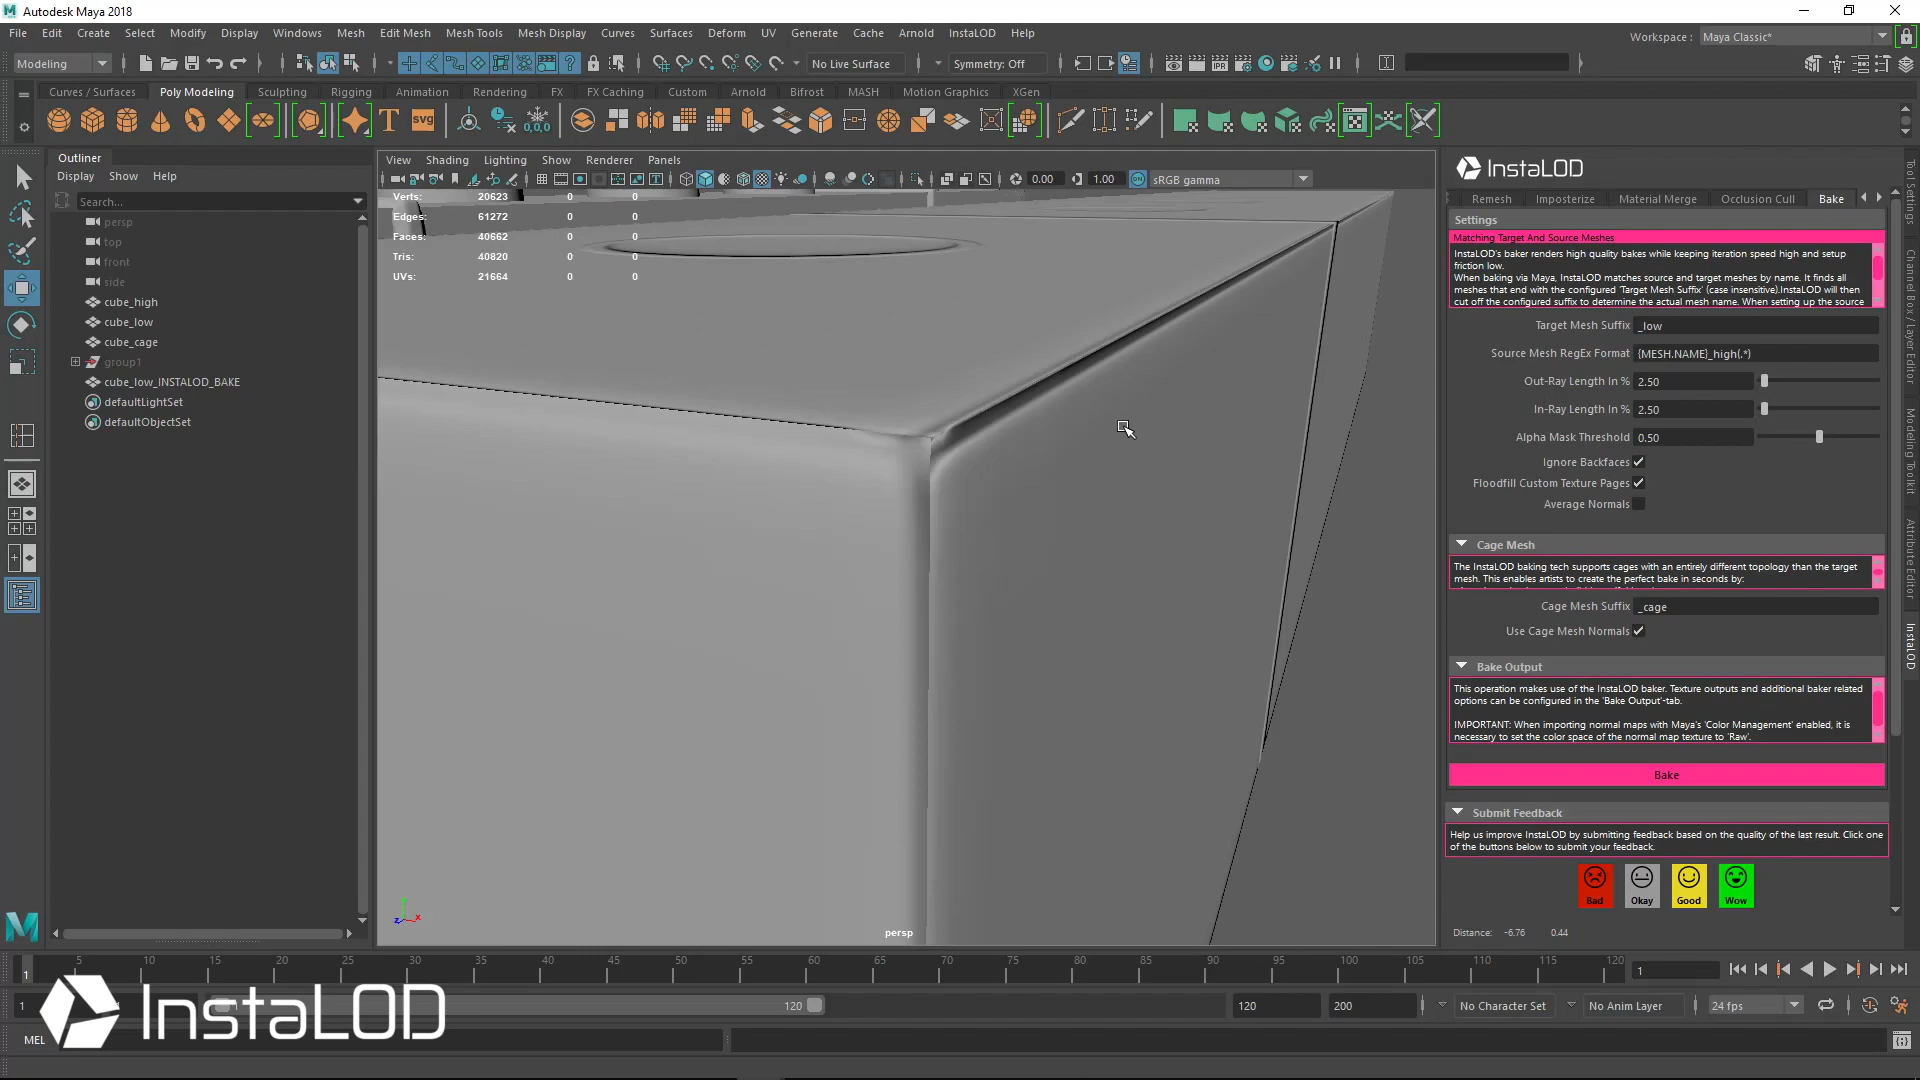 Autodesk Maya 2018
File Edit Create Select Modify Display Windows Mesh Edit Mesh Mesh Tools Mesh Display Curves Surfaces Deform UV Generate Cache Arnold InstaLOD Help
Workspace : Maya Classic*
Modeling No Live Surface Symmetry: Off
Curves / Surfaces Poly Modeling Sculpting Rigging Animation Rendering FX FX Caching Custom Arnold Bifrost MASH Motion Graphics XGen
T svg 0,0,0
Outliner
Display Show Help
Search...
persp
top
front
side
cube_high
cube_low
cube_cage
group1
cube_low_INSTALOD_BAKE
defaultLightSet
defaultObjectSet
View Shading Lighting Show Renderer Panels
0.00 1.00 sRGB gamma
Verts: 20623 0 0
Edges: 61272 0 0
Faces: 40662 0 0
Tris: 40820 0 0
UVs: 21664 0 0
persp
InstaLOD
Remesh Imposterize Material Merge Occlusion Cull Bake
Settings
Matching Target And Source Meshes
InstaLOD's baker renders high quality bakes while keeping iteration speed high and setup
friction low.
When baking via Maya, InstaLOD matches source and target meshes by name. It finds all
meshes that end with the configured 'Target Mesh Suffix' (case insensitive).InstaLOD will then
cut off the configured suffix to determine the actual mesh name. When setting up the source
Target Mesh Suffix _low
Source Mesh RegEx Format {MESH.NAME}_high(.*)
Out-Ray Length In % 2.50
In-Ray Length In % 2.50
Alpha Mask Threshold 0.50
Ignore Backfaces
Floodfill Custom Texture Pages
Average Normals
Cage Mesh
The InstaLOD baking tech supports cages with an entirely different topology than the target
mesh. This enables artists to create the perfect bake in seconds by:
Cage Mesh Suffix _cage
Use Cage Mesh Normals
Bake Output
This operation makes use of the InstaLOD baker. Texture outputs and additional baker related
options can be configured in the 'Bake Output'-tab.
IMPORTANT: When importing normal maps with Maya's 'Color Management' enabled, it is
necessary to set the color space of the normal map texture to 'Raw'.
Bake
Submit Feedback
Help us improve InstaLOD by submitting feedback based on the quality of the last result. Click one
of the buttons below to submit your feedback.
Bad Okay Good Wow
Distance: -6.76 0.44
Tool Settings
Channel Box / Layer Editor
Modeling Toolkit
Attribute Editor
InstaLOD
1 5 10 15 20 25 30 35 40 45 50 55 60 65 70 75 80 85 90 95 100 105 110 115 120 1
1 120 120 200 No Character Set No Anim Layer 24 fps
InstaLOD
MEL